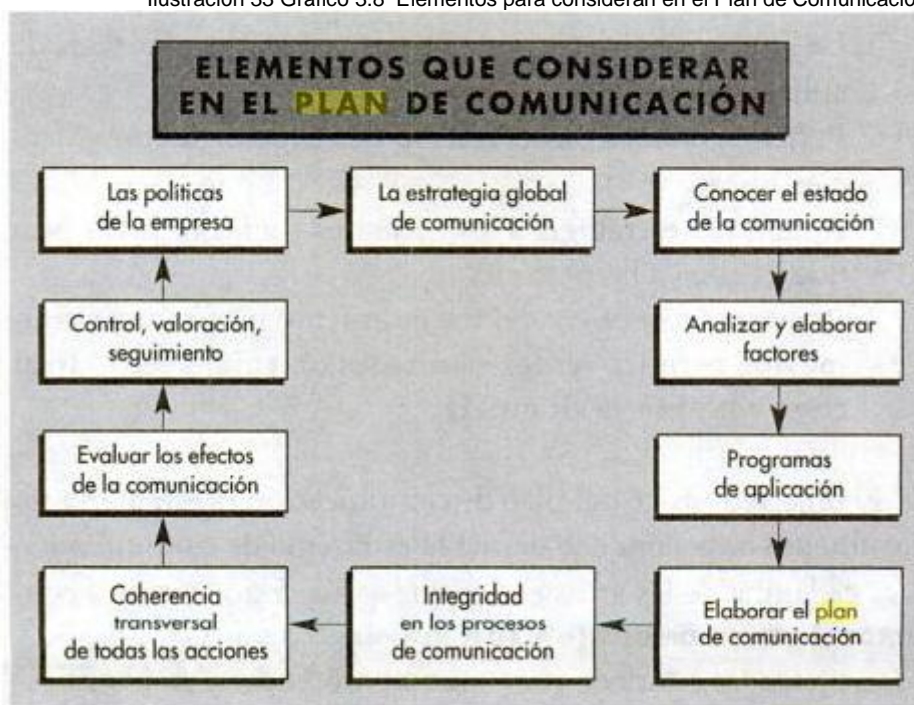 Ilustración 33 Gráfico 3.8 Elementos para consideran en el Plan de Comunicació
ELEMENTOS QUE CONSIDERAR
EN EL PLAN DE COMUNICACIÓN
Las políticas
de la empresa
La estrategia global
de comunicación
Conocer el estado
de la comunicación
Analizar y elaborar
factores
Programas
de aplicación
Elaborar el plan
de comunicación
Integridad
en los procesos
de comunicación
Coherencia
transversal
de todas las acciones
Evaluar los efectos
de la comunicación
Control, valoración,
seguimiento